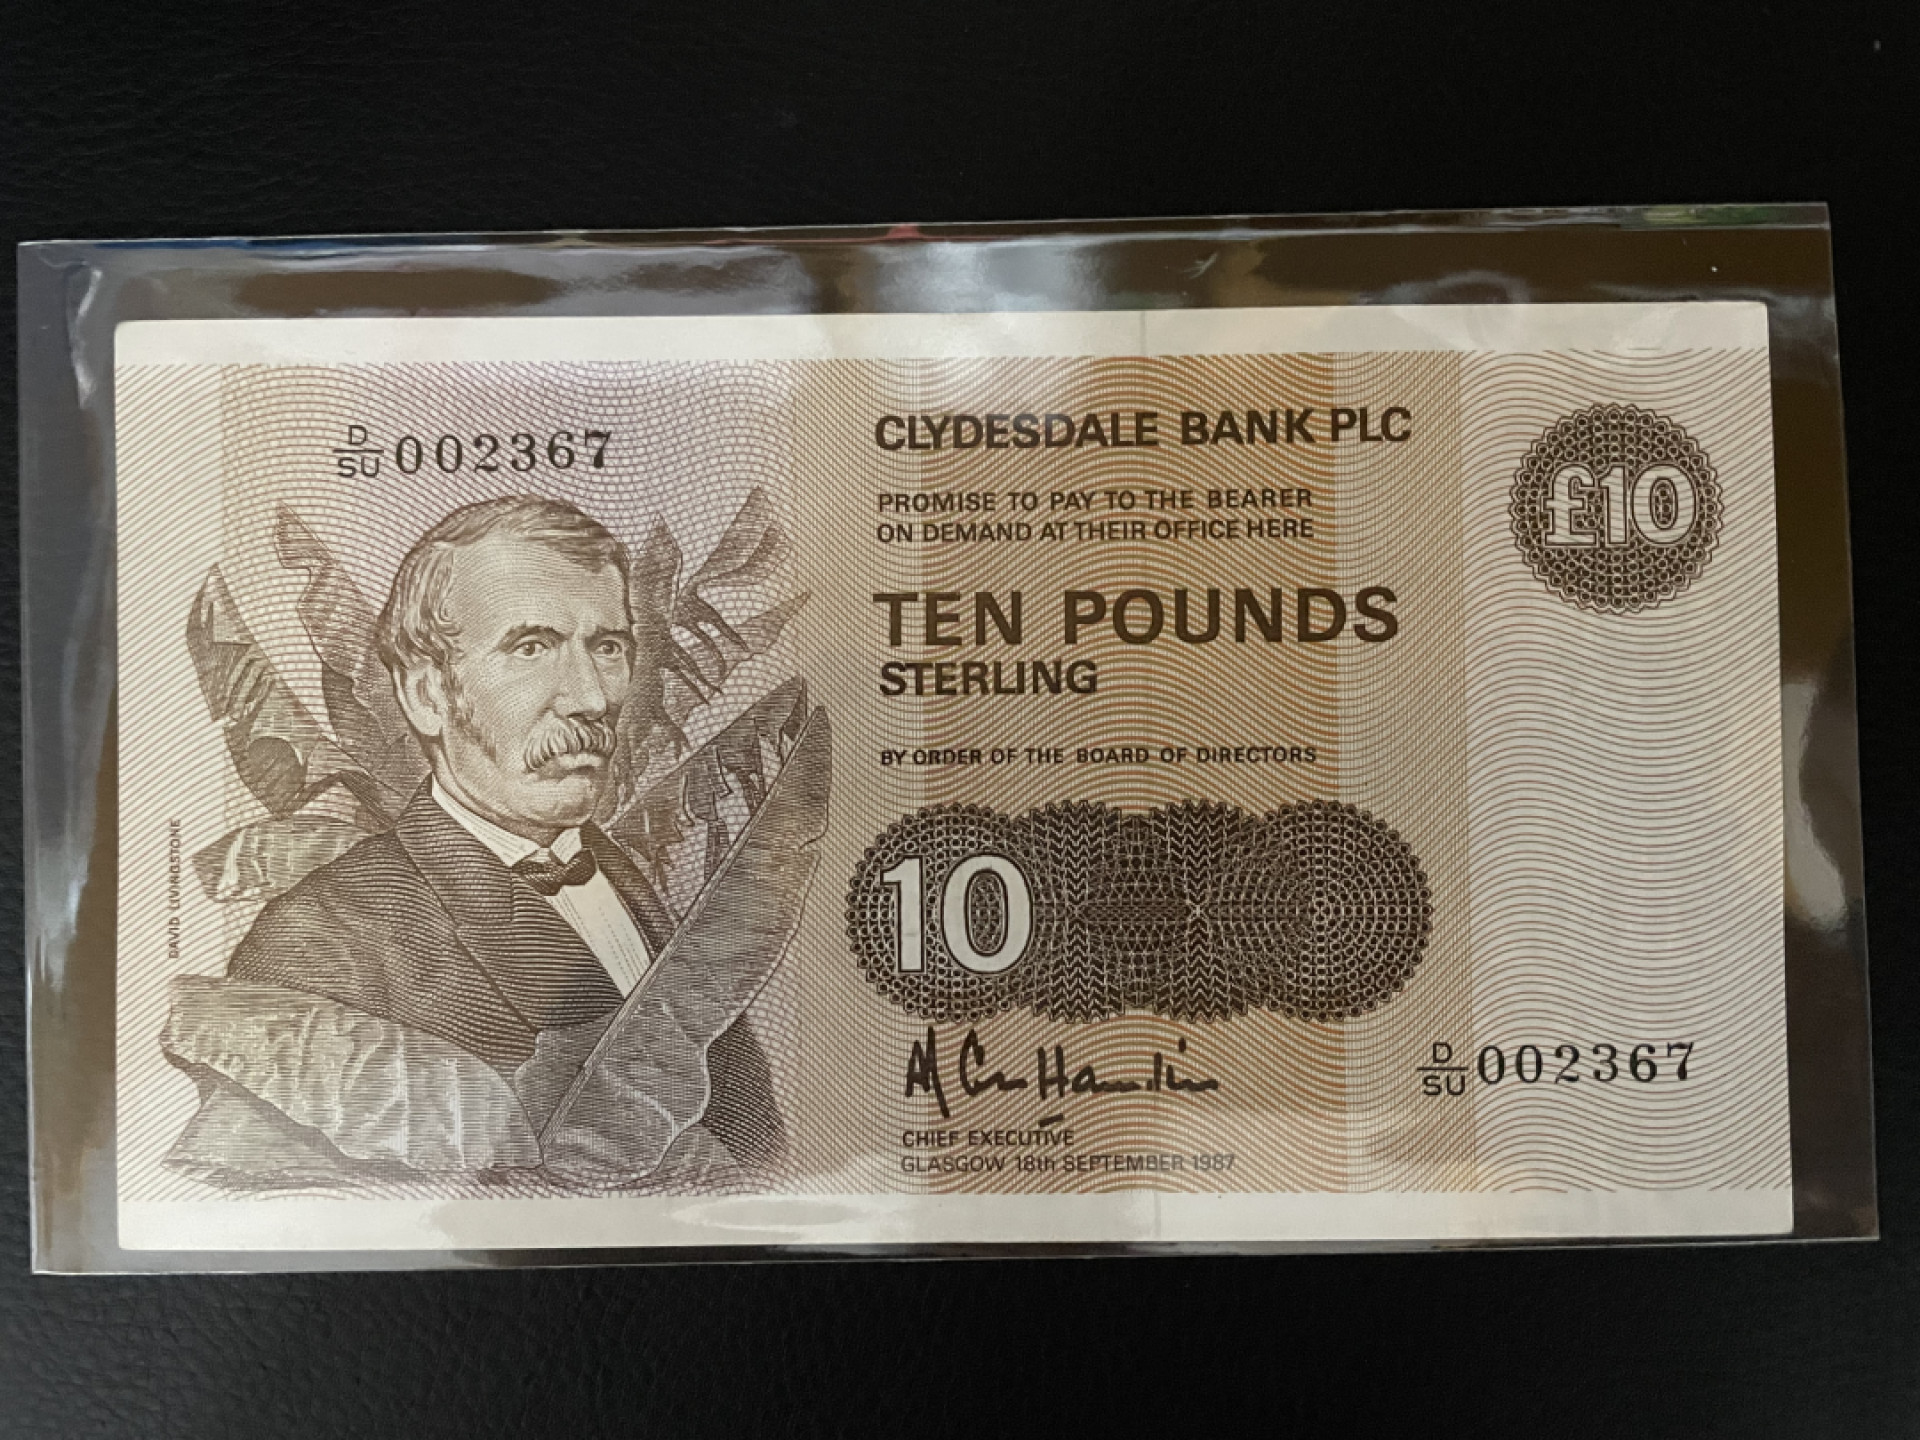 D/SU 002367
CLYDESDALE BANK PLC
£10
PROMISE TO PAY TO THE BEARER
ON DEMAND AT THEIR OFFICE HERE
TEN POUNDS
STERLING
BY ORDER OF THE BOARD OF DIRECTORS
DAVID LIVINGSTONE
10
D/SU 002367
CHIEF EXECUTIVE
GLASGOW 18th SEPTEMBER 1987